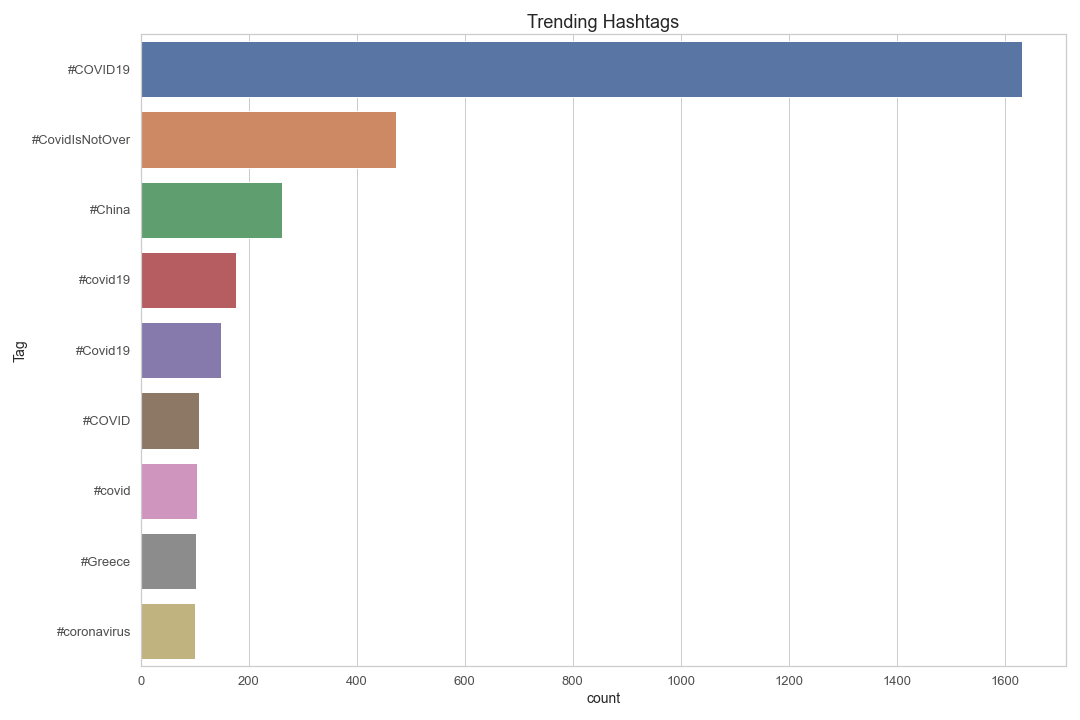 Trending Hashtags
#COVID19
#CovidIsNotOver
#China
#covid19
#Covid19
#COVID
#covid
#Greece
#coronavirus
Tag
0 200 400 600 800 1000 1200 1400 1600
count